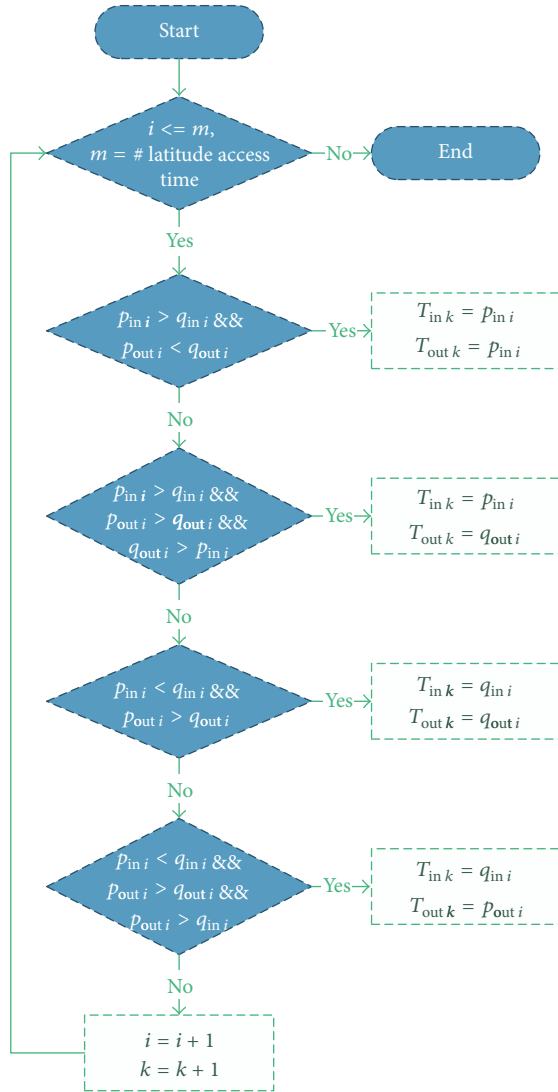 Start
i <= m,
m = # latitude access
time
No
End
Yes
p_in i > q_in i &&
p_out i < q_out i
Yes
T_in k = p_in i
T_out k = p_in i
No
p_in i > q_in i &&
p_out i > q_out i &&
q_out i > p_in i
Yes
T_in k = p_in i
T_out k = q_out i
No
p_in i < q_in i &&
p_out i > q_out i
Yes
T_in k = q_in i
T_out k = q_out i
No
p_in i < q_in i &&
p_out i > q_out i &&
p_out i > q_in i
Yes
T_in k = q_in i
T_out k = p_out i
No
i = i + 1
k = k + 1